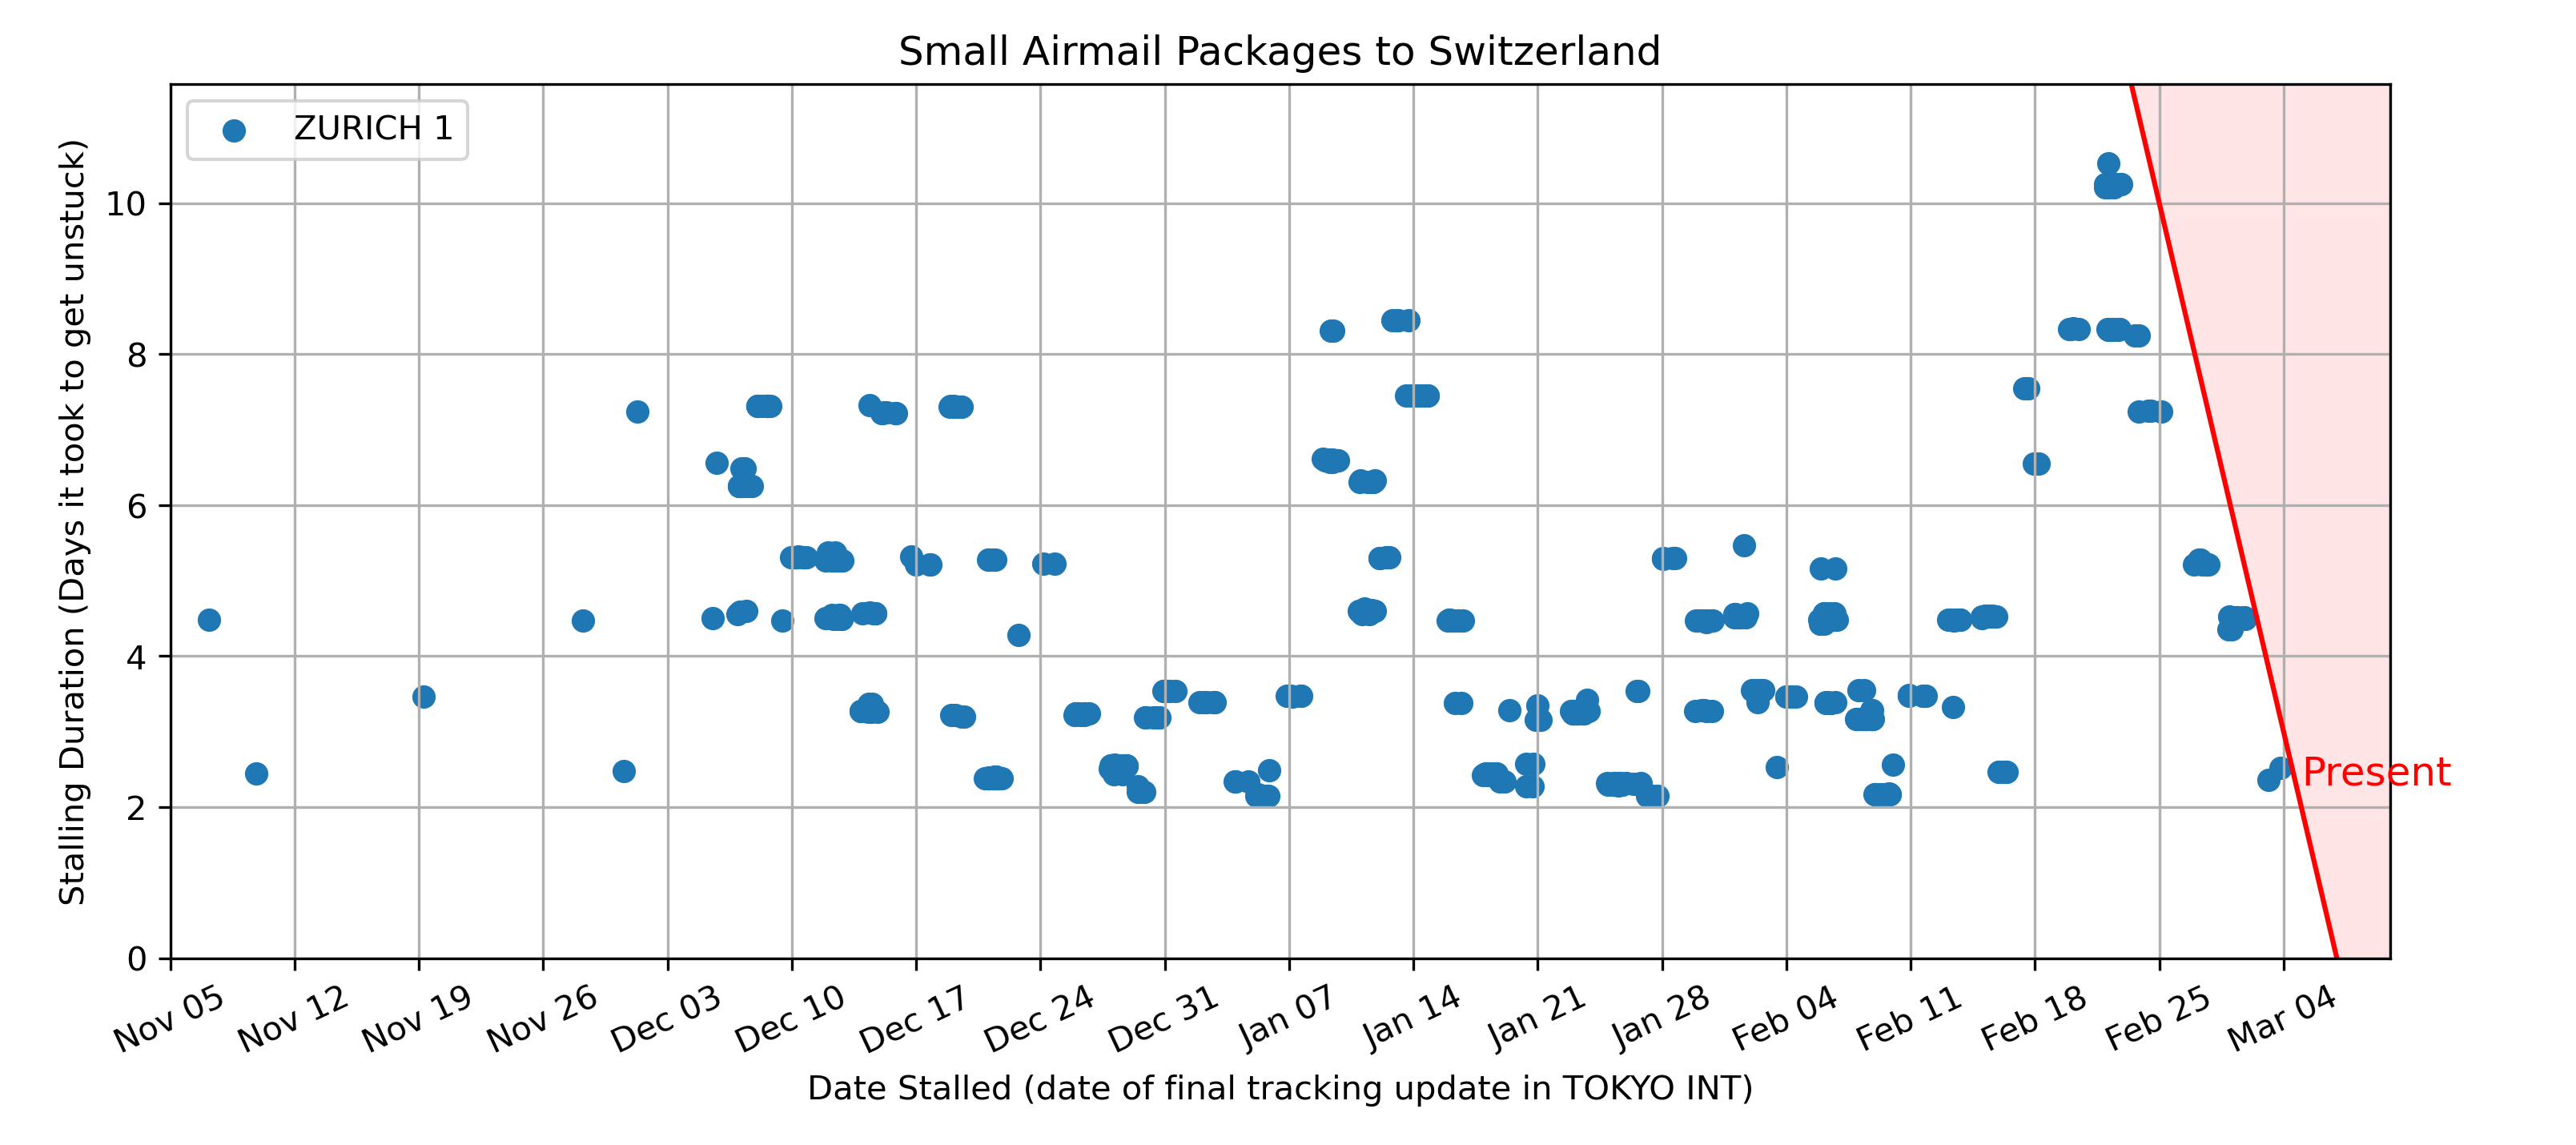 Small Airmail Packages to Switzerland
ZURICH 1
Stalling Duration (Days it took to get unstuck)
10
8
6
4
2
0
Present
Nov 05
Nov 12
Nov 19
Nov 26
Dec 03
Dec 10
Dec 17
Dec 24
Dec 31
Jan 07
Jan 14
Jan 21
Jan 28
Feb 04
Feb 11
Feb 18
Feb 25
Mar 04
Date Stalled (date of final tracking update in TOKYO INT)